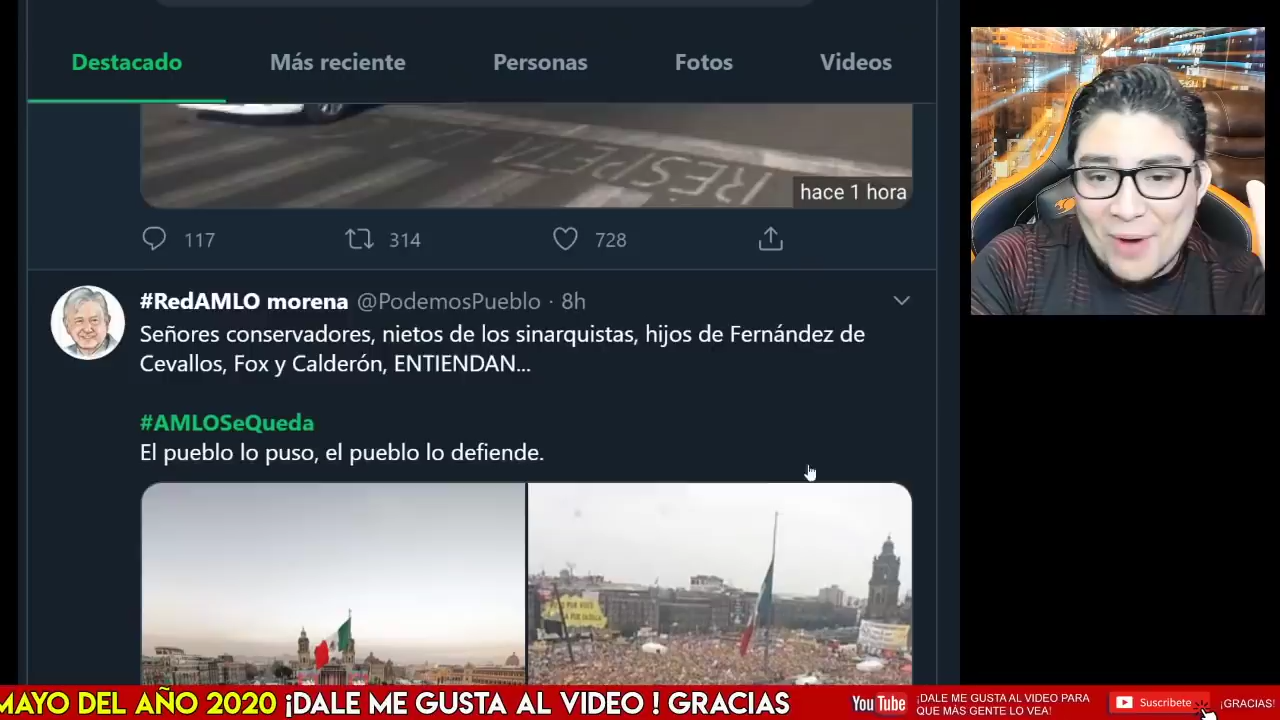 Destacado
Más reciente
Personas
Fotos
Videos
RESPETA
hace 1 hora
117
314
728
#RedAMLO morena @PodemosPueblo · 8h
Señores conservadores, nietos de los sinarquistas, hijos de Fernández de
Cevallos, Fox y Calderón, ENTIENDAN...
#AMLOSeQueda
El pueblo lo puso, el pueblo lo defiende.
MAYO DEL AÑO 2020 ¡DALE ME GUSTA AL VIDEO ! GRACIAS
YouTube
¡DALE ME GUSTA AL VIDEO PARA
QUE MÁS GENTE LO VEA!
Suscríbete
¡GRACIAS!